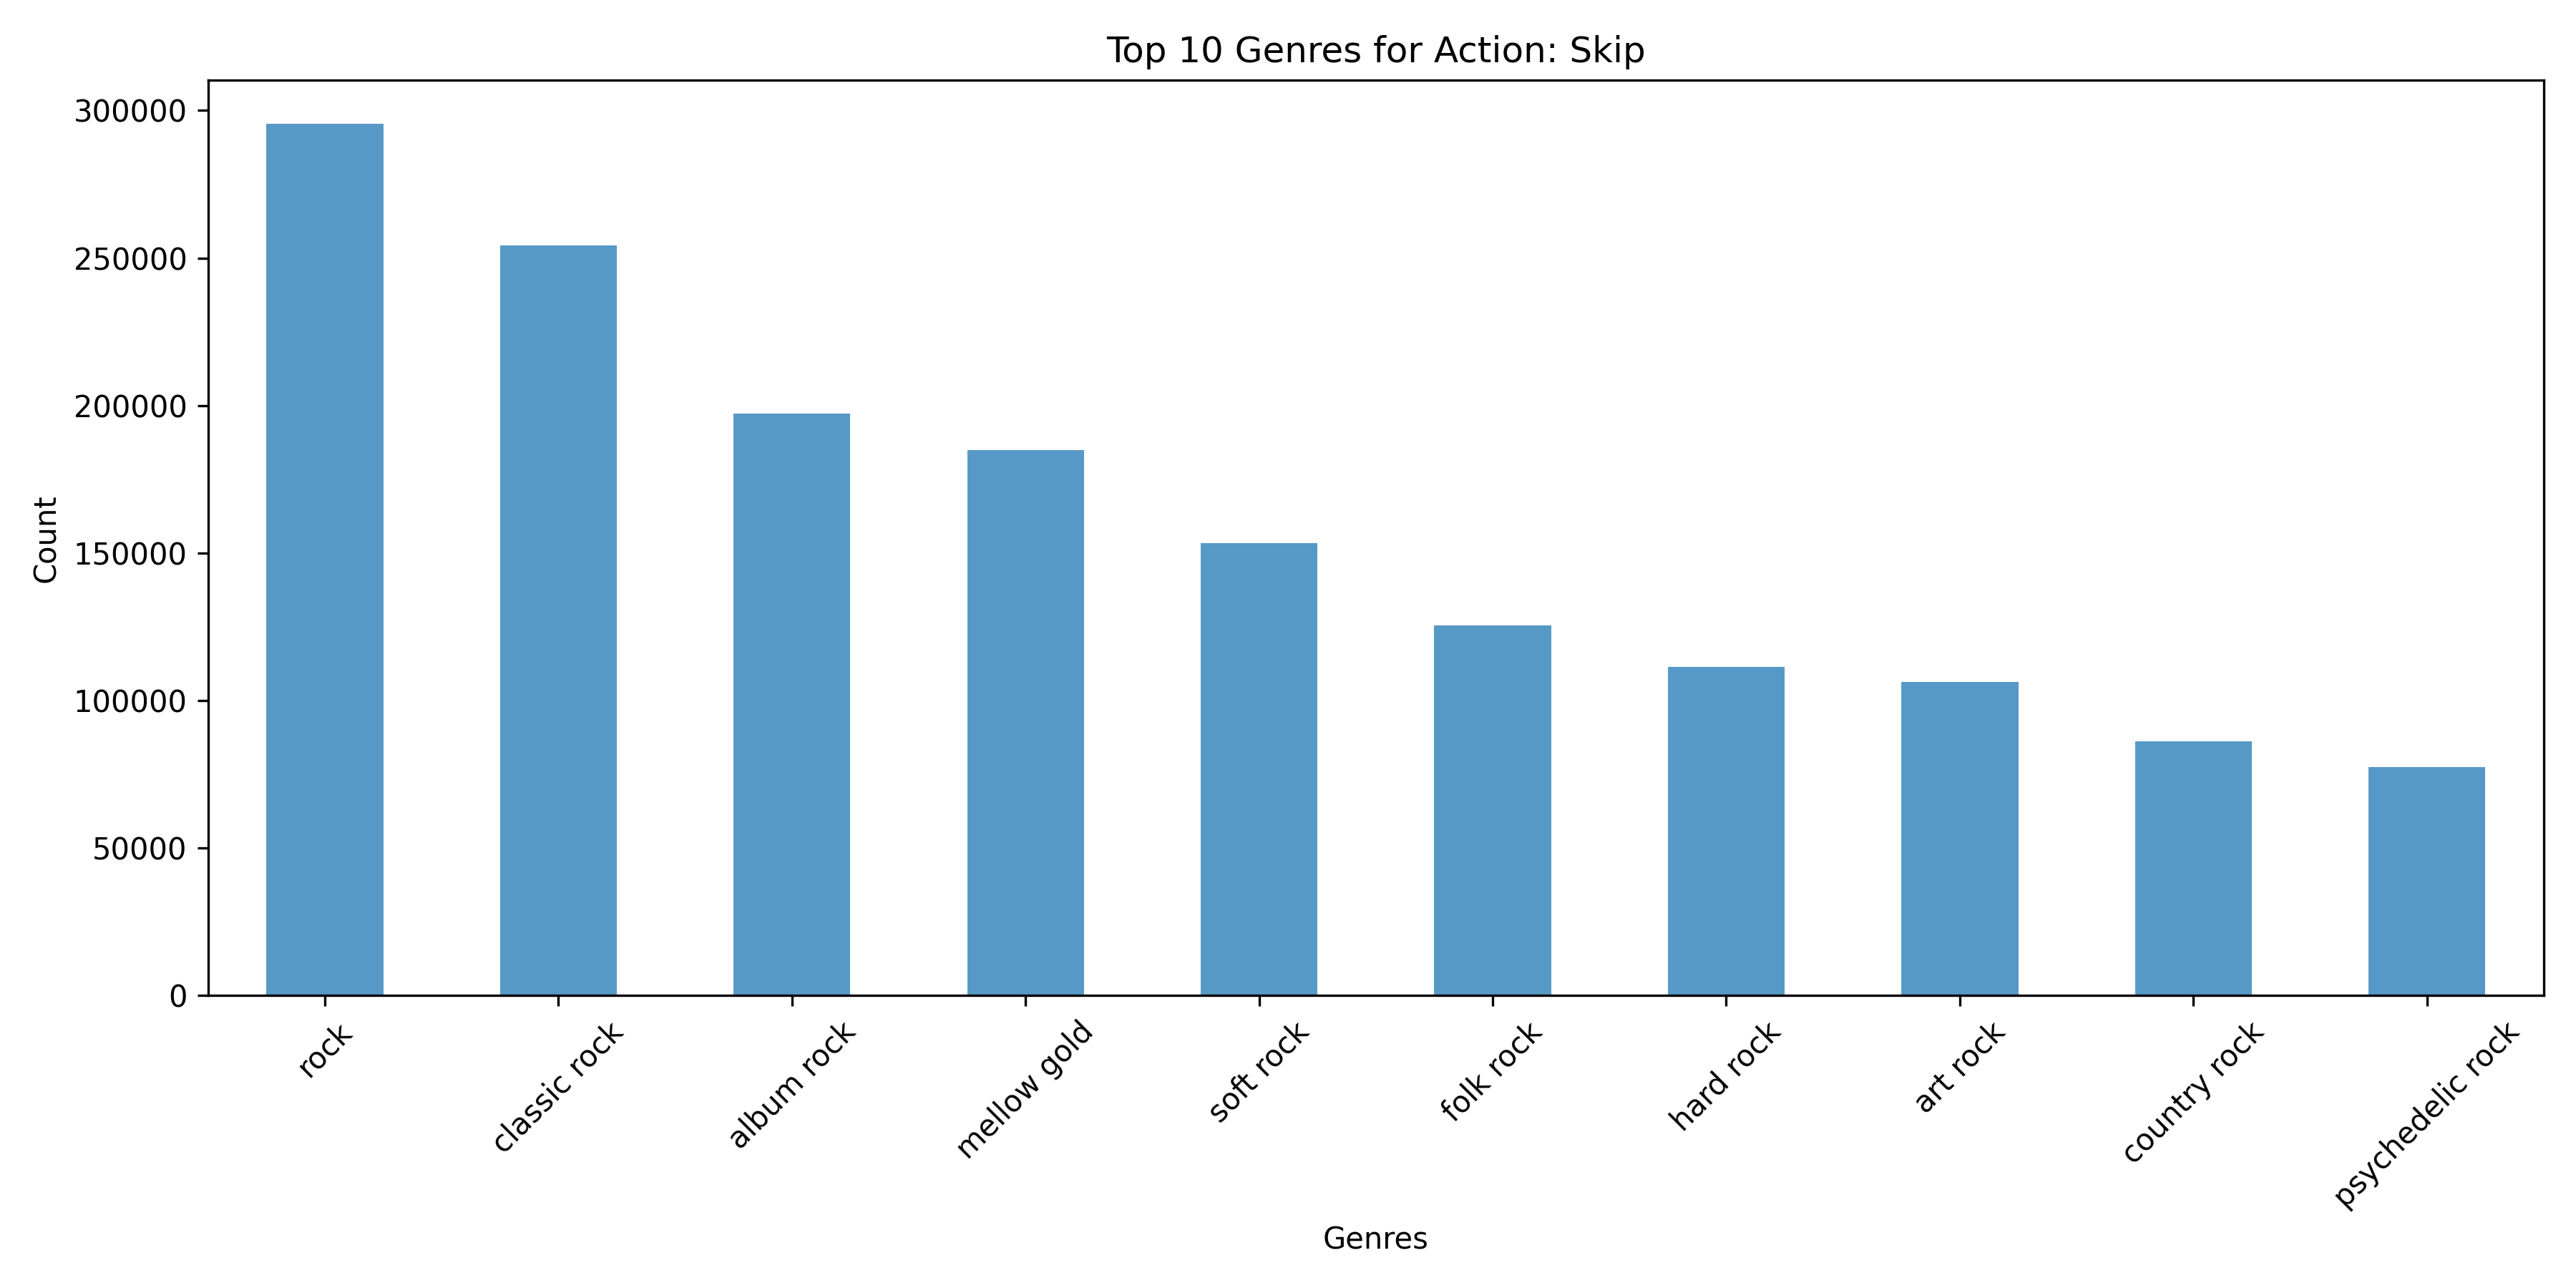 Top 10 Genres for Action: Skip
Count
300000
250000
200000
150000
100000
50000
0
rock
classic rock
album rock
mellow gold
soft rock
folk rock
hard rock
art rock
country rock
psychedelic rock
Genres